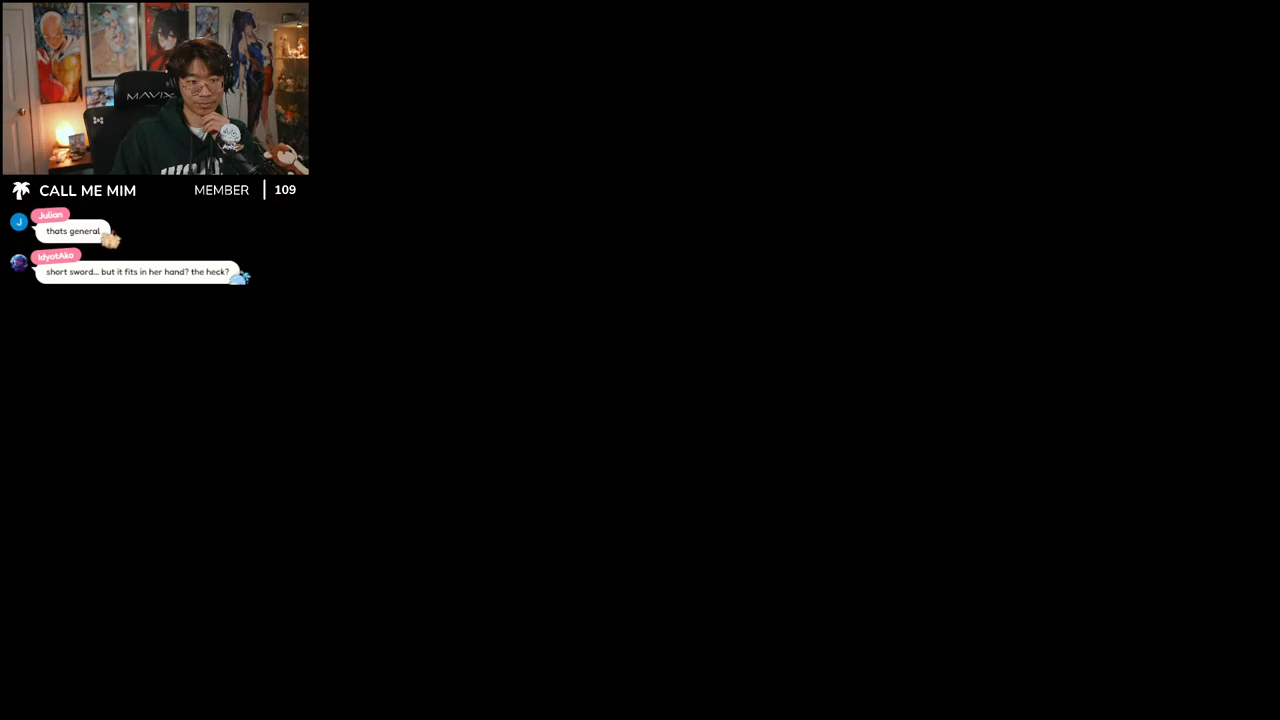 MAVIX
CALL ME MIM
MEMBER
109
J
Julian
thats general
IdyotAko
short sword... but it fits in her hand? the heck?